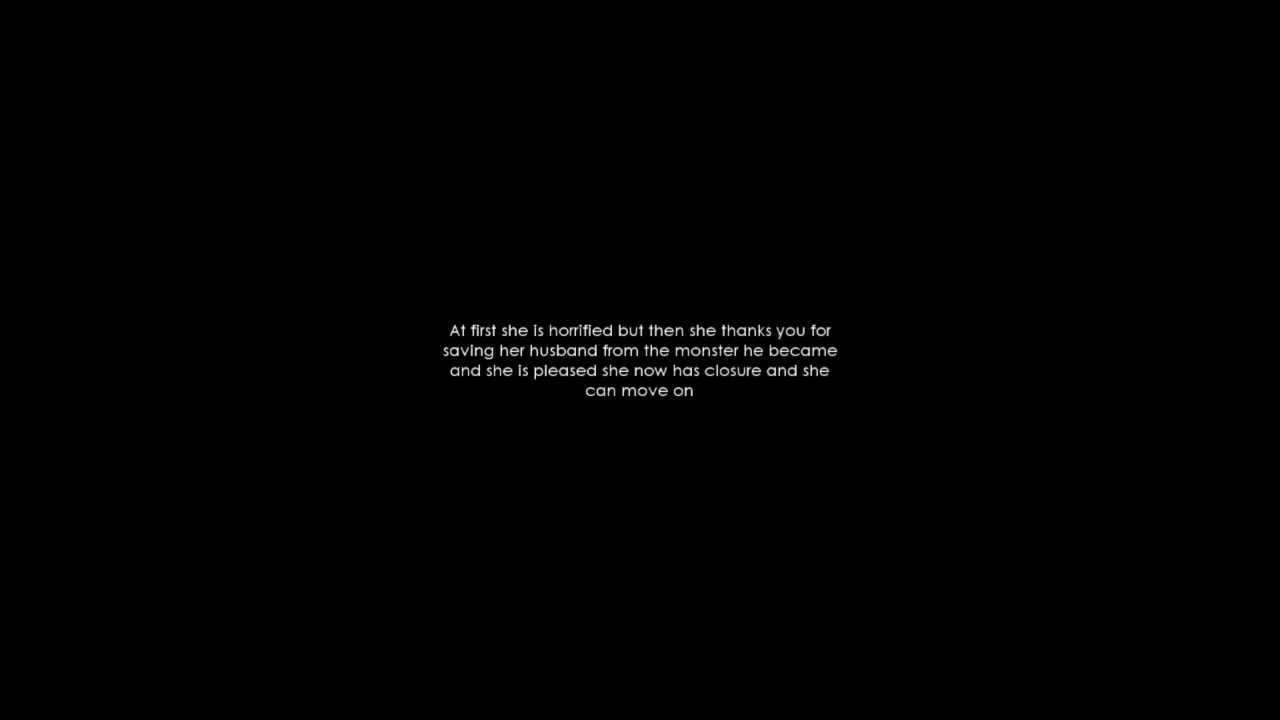 At first she is horrified but then she thanks you for
saving her husband from the monster he became
and she is pleased she now has closure and she
can move on